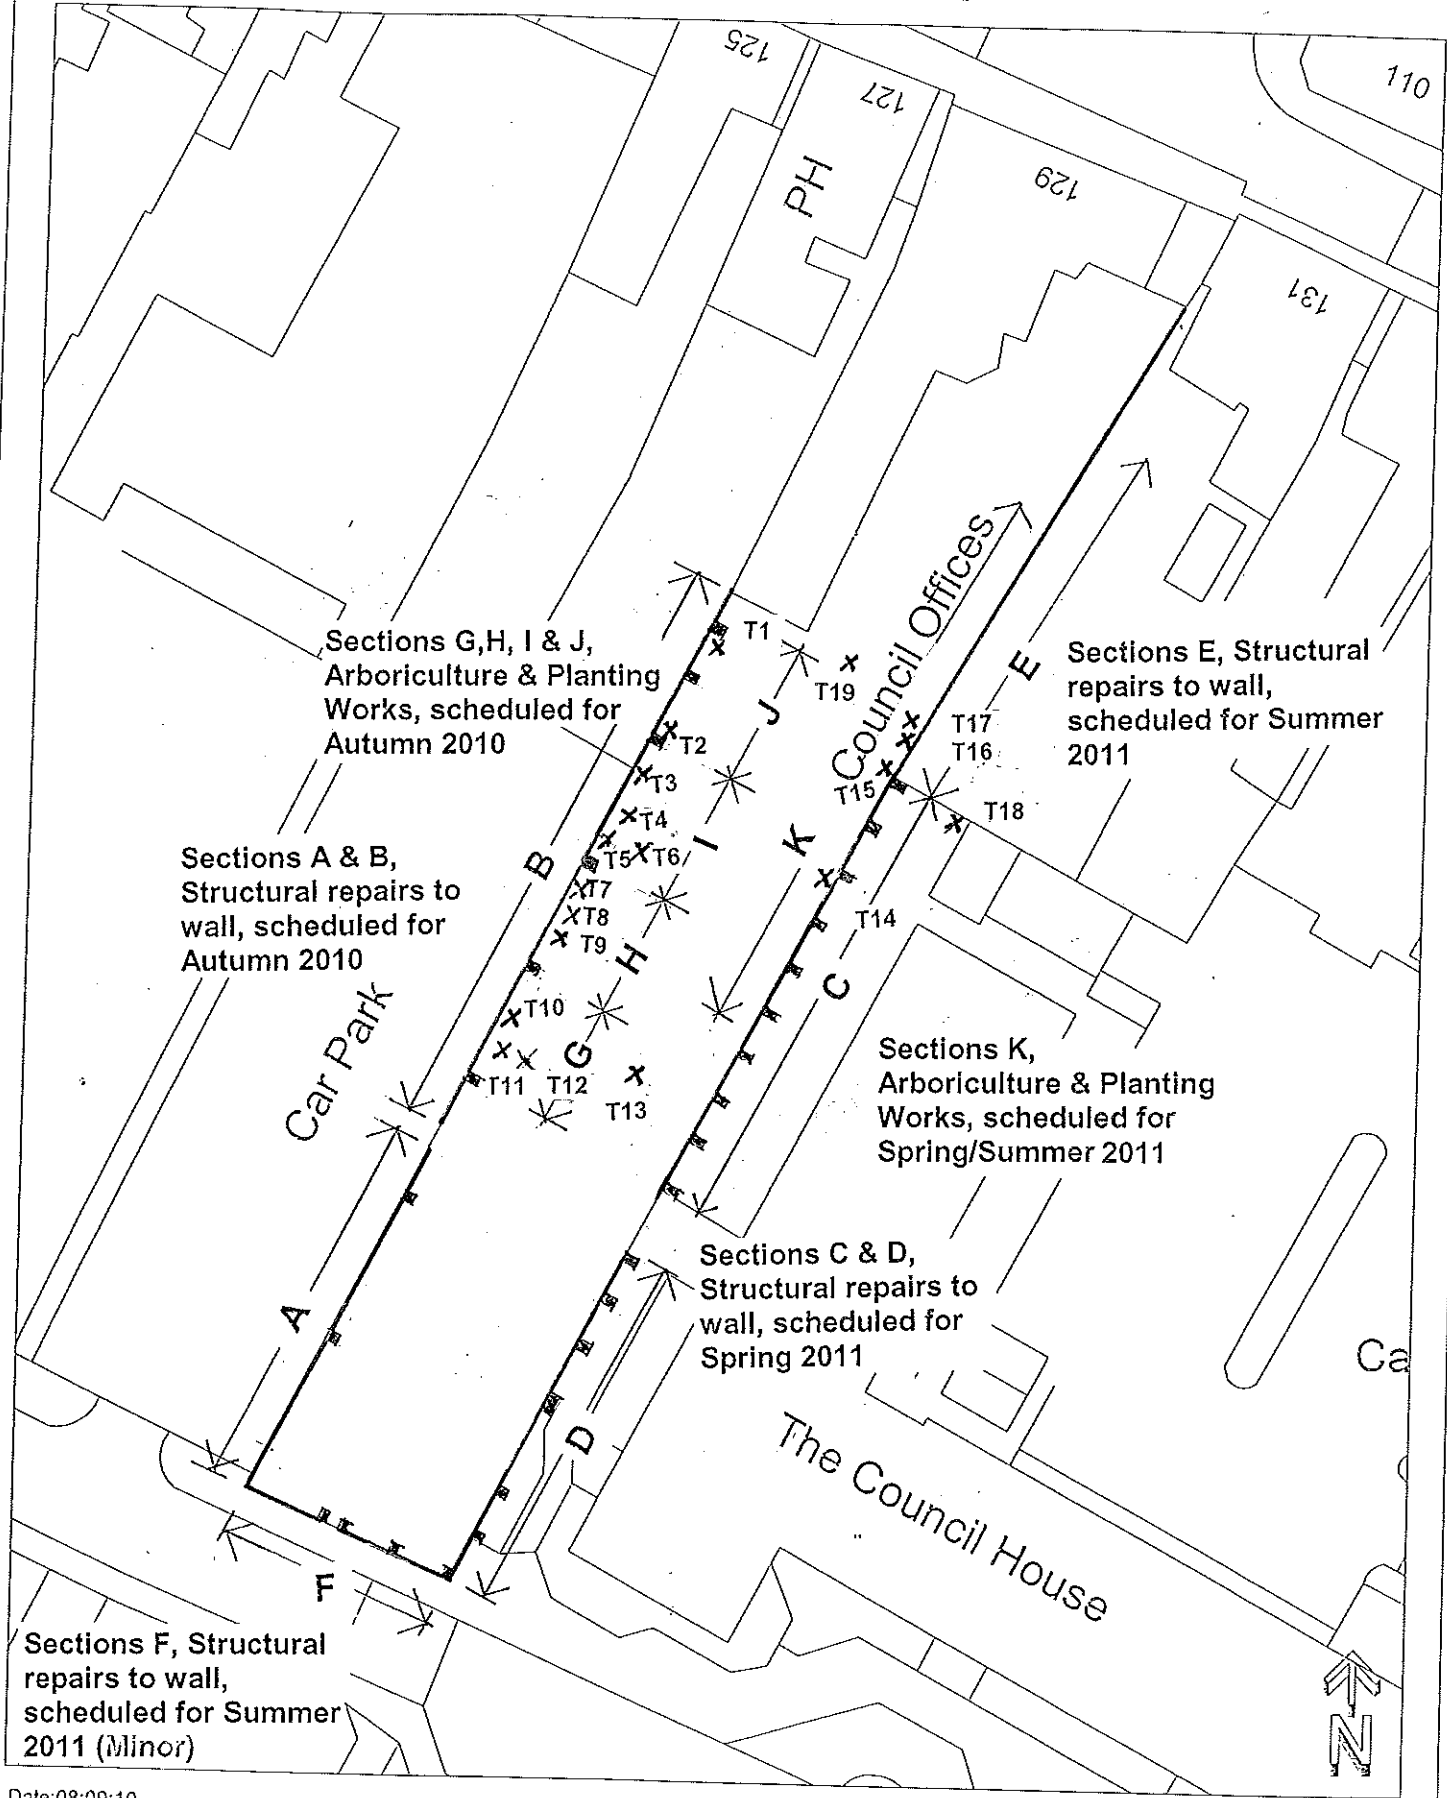 125
127
110
PH
129
131
Sections G,H, I & J,
Arboriculture & Planting
Works, scheduled for
Autumn 2010
T1
T19
J
Council Offices
E
Sections E, Structural
repairs to wall,
scheduled for Summer
2011
T17
T16
T2
T3
T15
T18
T4
I
K
T5
T6
B
T7
T8
T9
T14
Sections A & B,
Structural repairs to
wall, scheduled for
Autumn 2010
H
C
T10
Car Park
G
T11
T12
T13
Sections K,
Arboriculture & Planting
Works, scheduled for
Spring/Summer 2011
Sections C & D,
Structural repairs to
wall, scheduled for
Spring 2011
A
Ca
D
The Council House
F
Sections F, Structural
repairs to wall,
scheduled for Summer
2011 (Minor)
N
Date:08:09:10